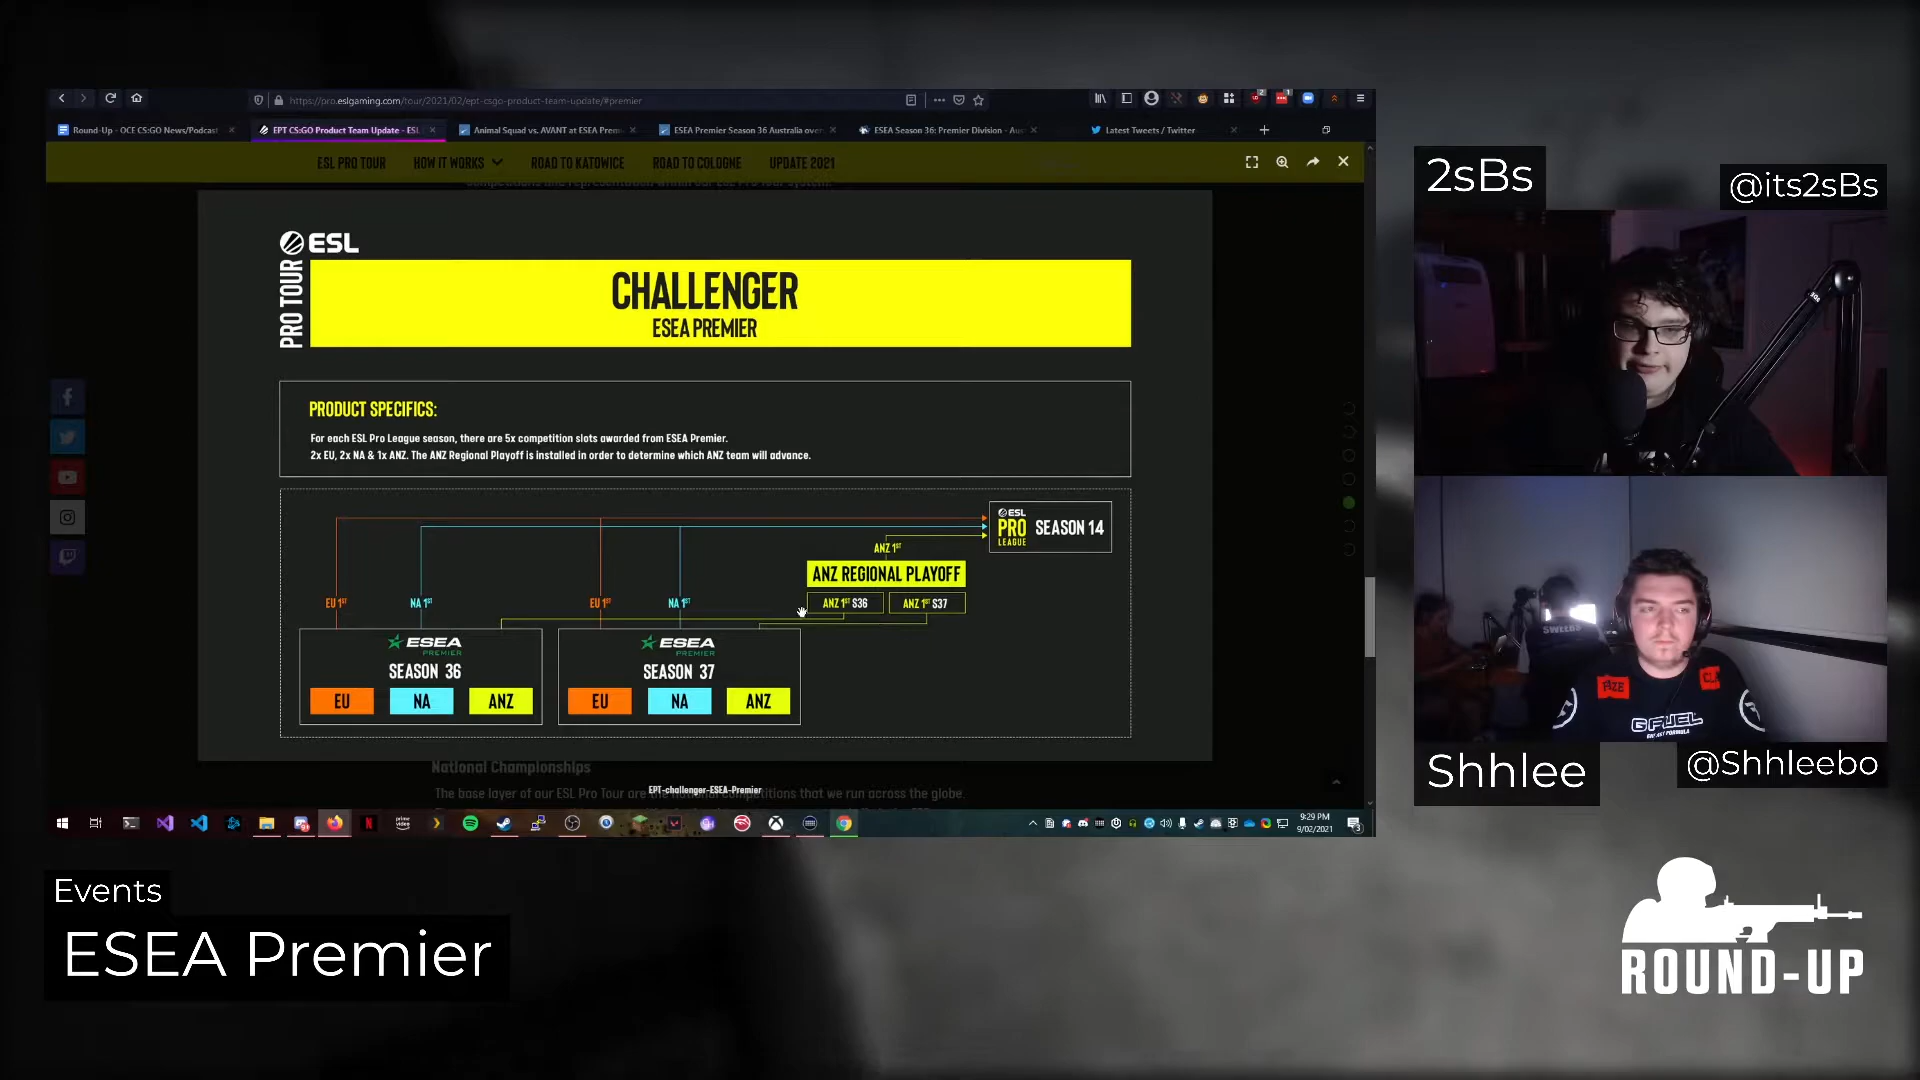 https://pro.eslgaming.com/tour/2021/02/ept-csgo-product-team-update/#premier
Round-Up - OCE CS:GO News/Podcast
EPT CS:GO Product Team Update - ESL
Animal Squad vs. AVANT at ESEA Prem
ESEA Premier Season 36 Australia over
ESEA Season 36: Premier Division - Au
Latest Tweets / Twitter
ESL PRO TOUR
HOW IT WORKS
ROAD TO KATOWICE
ROAD TO COLOGNE
UPDATE 2021
ESL
PRO TOUR
CHALLENGER
ESEA PREMIER
PRODUCT SPECIFICS:
For each ESL Pro League season, there are 5x competition slots awarded from ESEA Premier.
2x EU, 2x NA & 1x ANZ. The ANZ Regional Playoff is installed in order to determine which ANZ team will advance.
ESL
PRO
LEAGUE
SEASON 14
ANZ 1ST
ANZ REGIONAL PLAYOFF
ANZ 1ST S36
ANZ 1ST S37
EU 1ST
NA 1ST
EU 1ST
NA 1ST
ESEA
PREMIER
SEASON 36
EU
NA
ANZ
ESEA
PREMIER
SEASON 37
EU
NA
ANZ
National Championships
The base layer of our ESL Pro Tour are the national competitions that we run across the globe.
EPT-challenger-ESEA-Premier
9:29 PM
9/02/2021
2sBs
@its2sBs
SWEEBS
G FUEL
Shhlee
@Shhleebo
Events
ESEA Premier
ROUND-UP